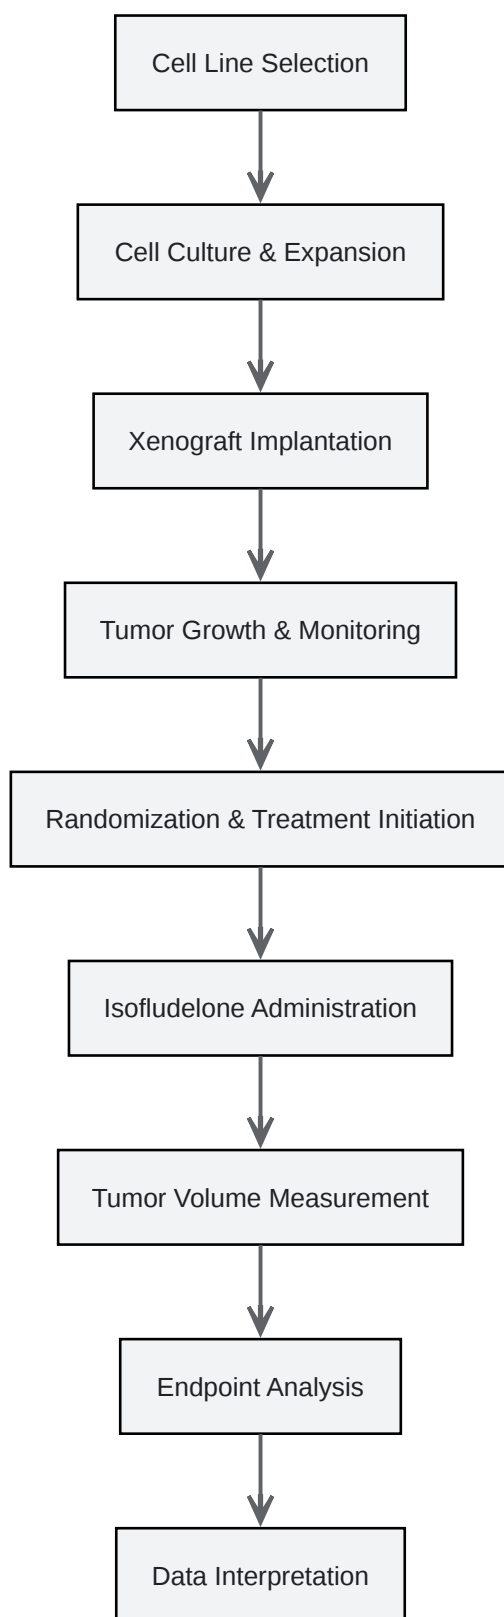 Cell Line Selection
Cell Culture & Expansion
Xenograft Implantation
Tumor Growth & Monitoring
Randomization & Treatment Initiation
Isofludelone Administration
Tumor Volume Measurement
Endpoint Analysis
Data Interpretation